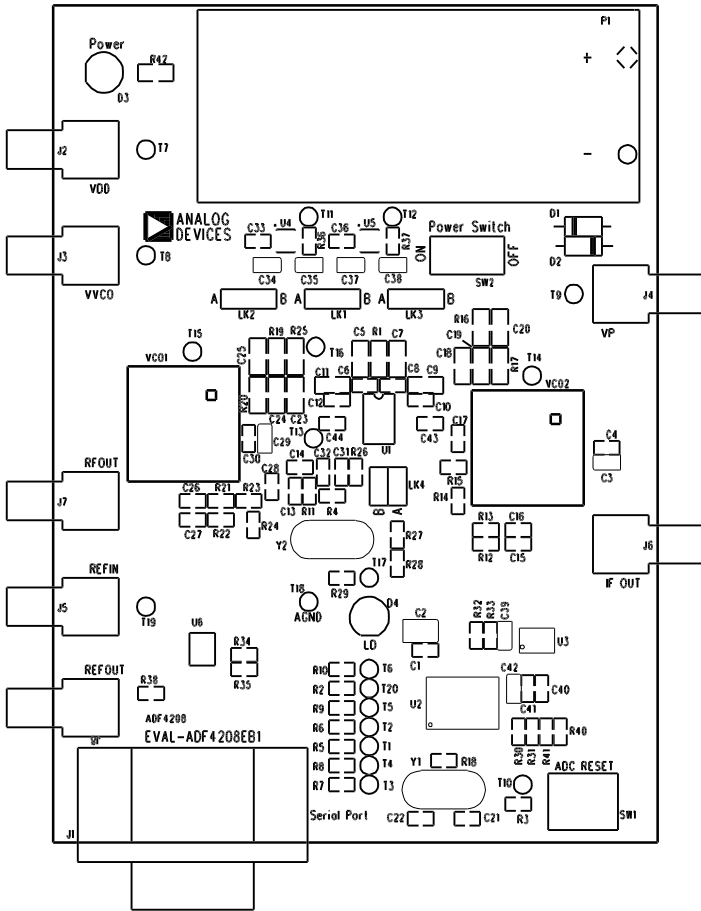 P1
Power
R42
+
D3
J2
T7
-
VDD
T11
T12
ANALOG
DEVICES
C33
U4
R36
C36
U5
R37
Power Switch
ON
OFF
D1
D2
J3
T8
VVCO
C34
C35
C37
C38
SW2
T9
J4
A
B
A
B
A
B
LK2
LK1
LK3
VP
T15
R19
R25
C5
R1
C7
R16
C19
C20
T16
VCO1
C25
C18
R17
T14
C11
C6
C8
C9
VCO2
R20
C12
C10
C24
C23
T13
C44
C43
C17
U1
C4
C30
C29
C3
RFOUT
C28
C14
C32
C31
R26
R15
LK4
C26
R21
R23
R14
J7
C13
R11
R4
B
A
C27
R22
R24
R13
C16
Y2
R27
R12
C15
J6
REFIN
R28
T17
IF OUT
R29
T18
J5
T19
AGND
D4
U6
LD
C2
R32
R33
C39
U3
R34
C1
REFOUT
R35
R10
T6
R38
R2
T20
C42
C40
C41
R9
T5
U2
ADF4208
R6
T2
EVAL-ADF4208EB1
R5
T1
R30
R31
R41
R40
R8
T4
Y1
R18
ADC RESET
R7
T3
T10
Serial Port
C22
C21
R3
SW1
J1